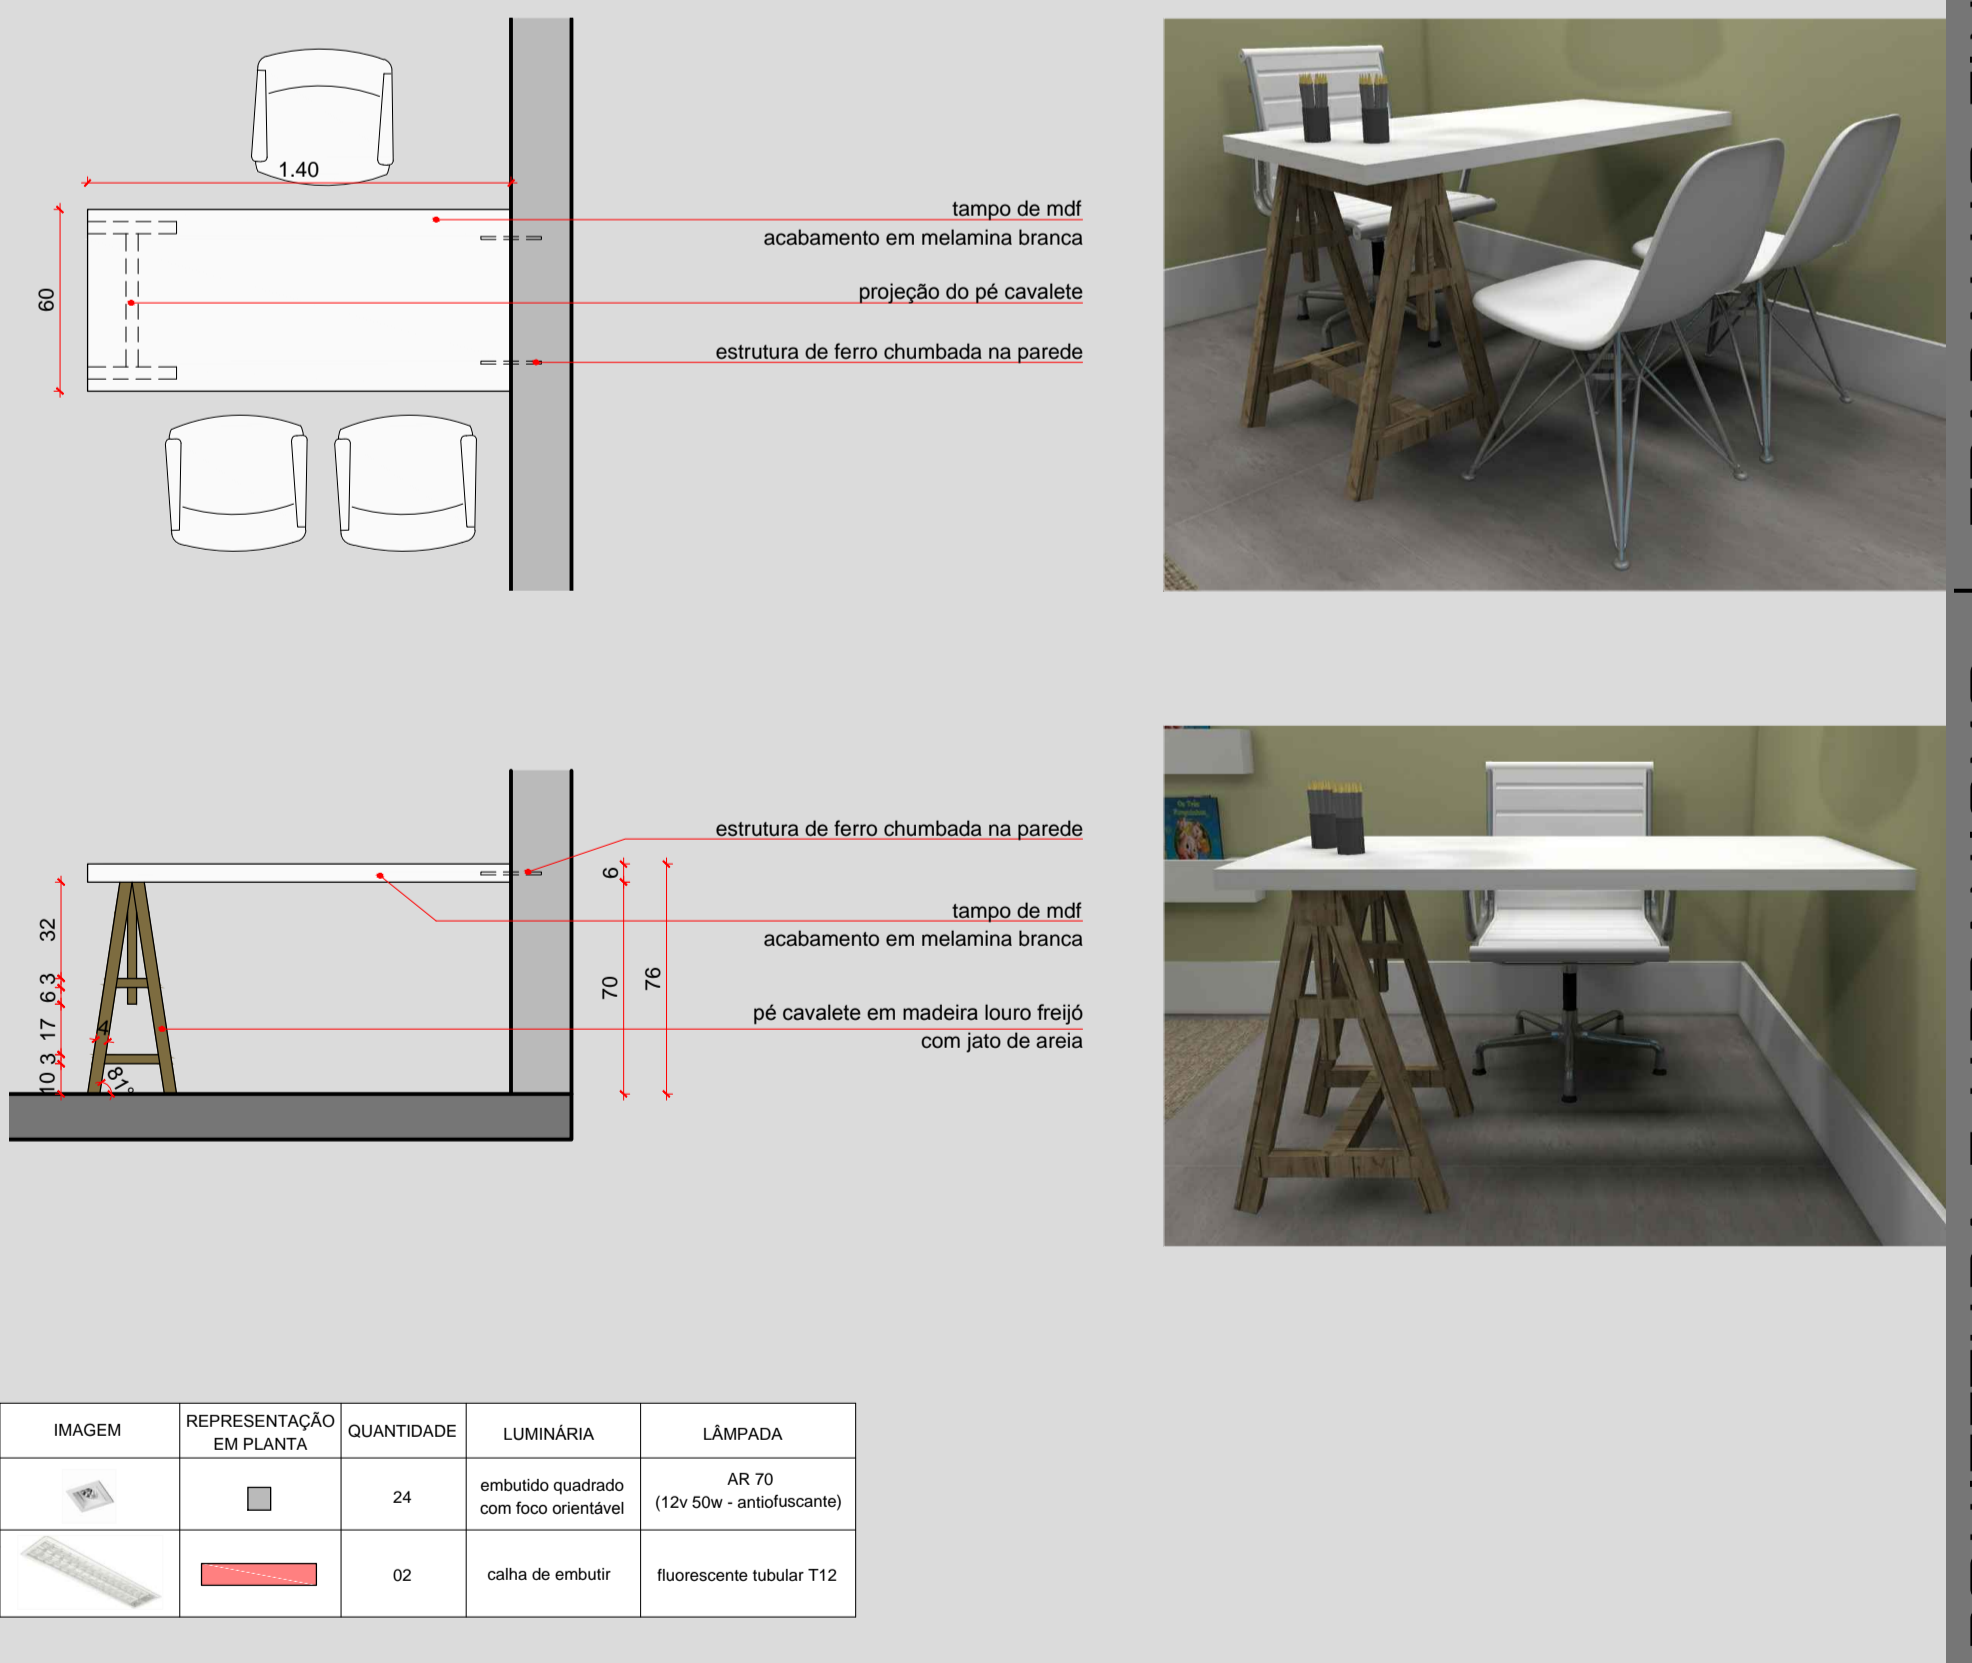 1.40
60
tampo de mdf
acabamento em melamina branca
projeção do pé cavalete
estrutura de ferro chumbada na parede
estrutura de ferro chumbada na parede
6
tampo de mdf
acabamento em melamina branca
70
76
pé cavalete em madeira louro freijó
com jato de areia
32
3
6
17
4
3
10
81°
IMAGEM
REPRESENTAÇÃO
EM PLANTA
QUANTIDADE
LUMINÁRIA
LÂMPADA
24
embutido quadrado
com foco orientável
AR 70
(12v 50w - antiofuscante)
02
calha de embutir
fluorescente tubular T12